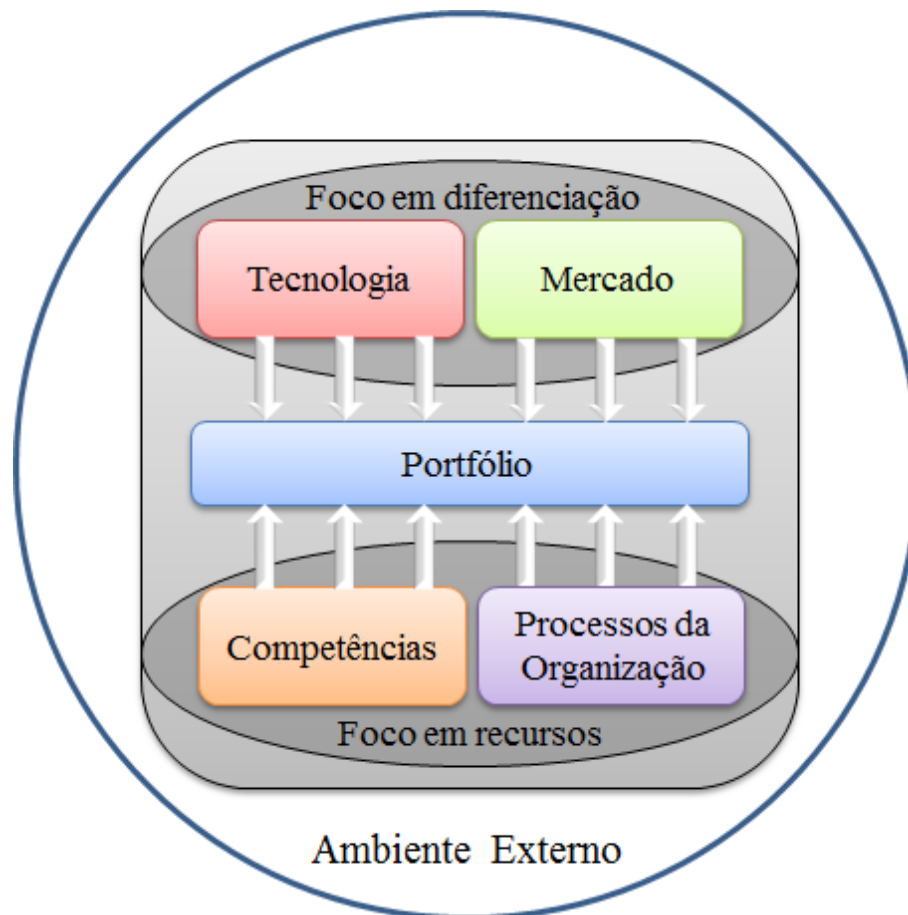 Foco em diferenciação
Tecnologia
Mercado
Portfólio
Competências
Processos da
Organização
Foco em recursos
Ambiente Externo